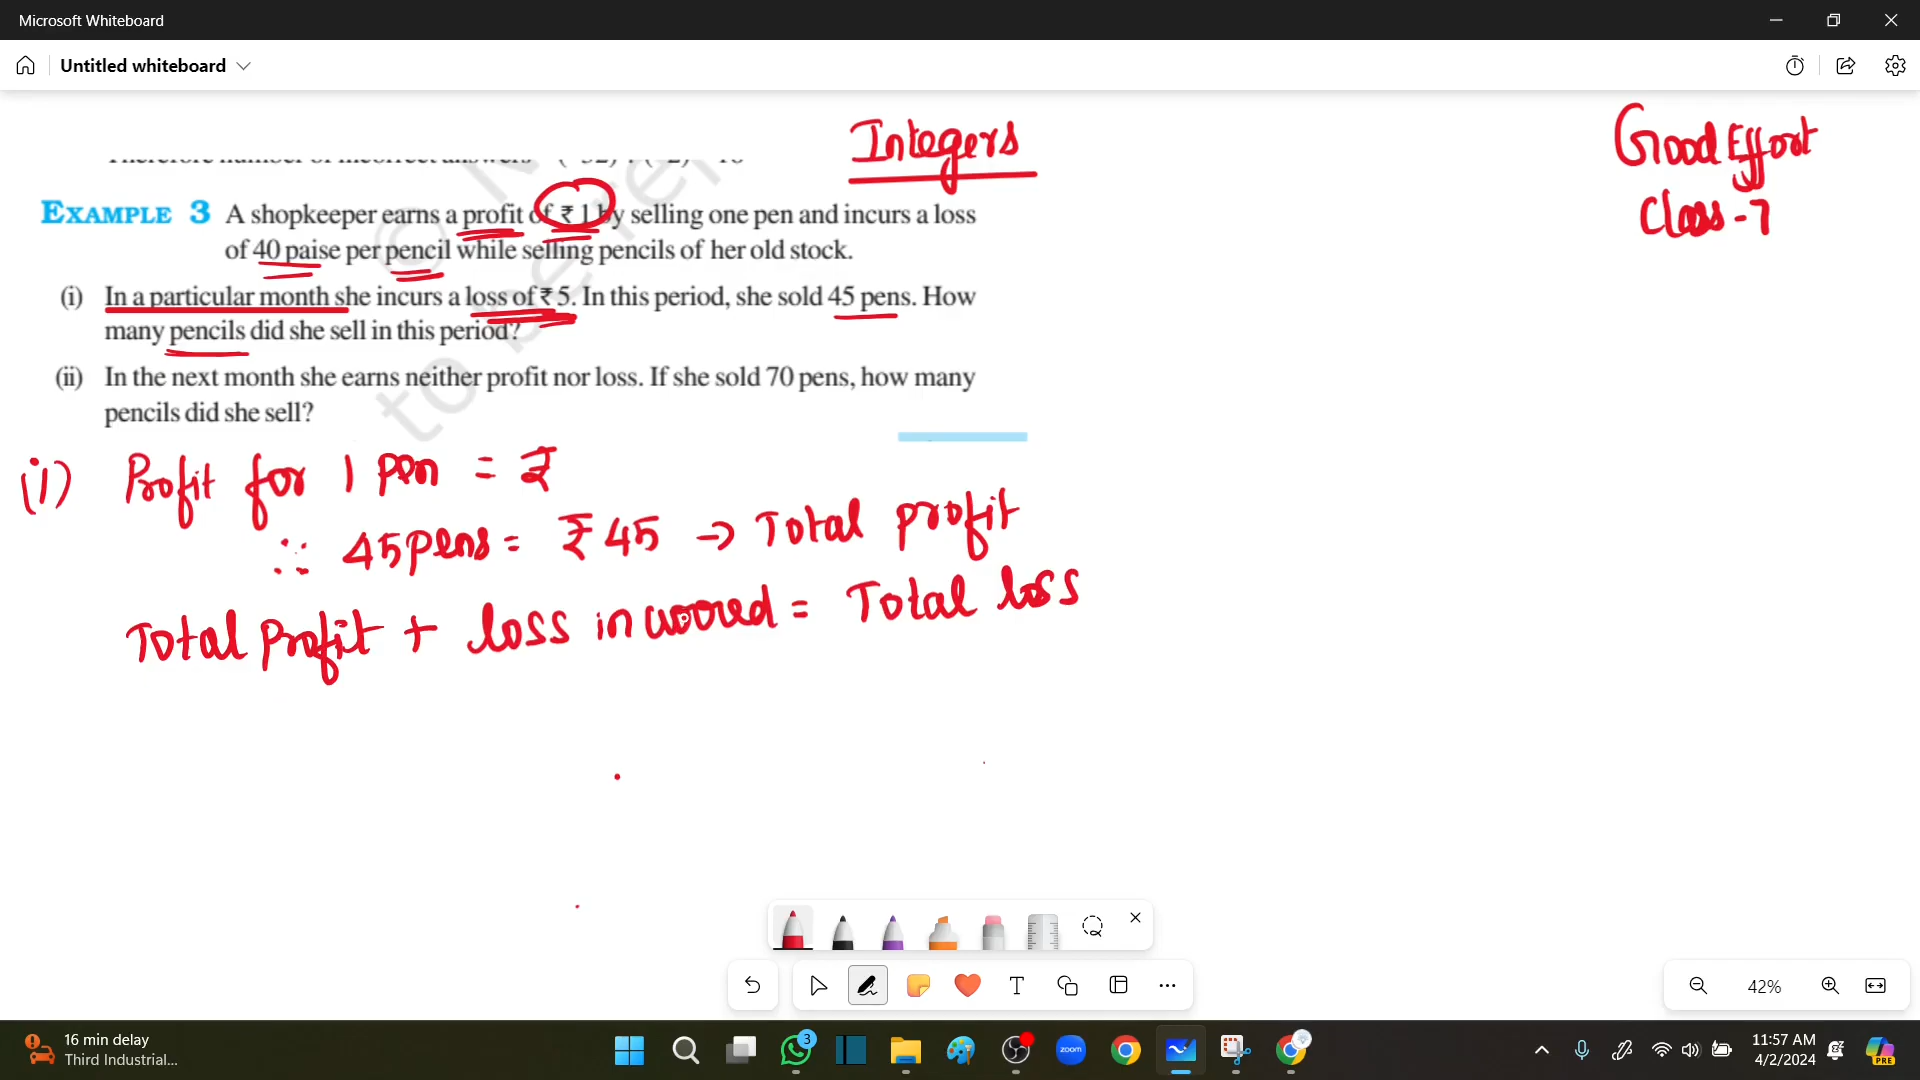 Microsoft Whiteboard
Untitled whiteboard
Integers
Good Effort
Class-7
EXAMPLE 3 A shopkeeper earns a profit of ₹ 1 by selling one pen and incurs a loss
of 40 paise per pencil while selling pencils of her old stock.
(i) In a particular month she incurs a loss of ₹ 5. In this period, she sold 45 pens. How
many pencils did she sell in this period?
(ii) In the next month she earns neither profit nor loss. If she sold 70 pens, how many
pencils did she sell?
(i) Profit for 1 pen = ₹
∴ 45 pens = ₹ 45 → Total profit
Total profit + loss = Total loss
42%
3
zoom
PRE
16 min delay
Third Industrial...
11:57 AM
4/2/2024